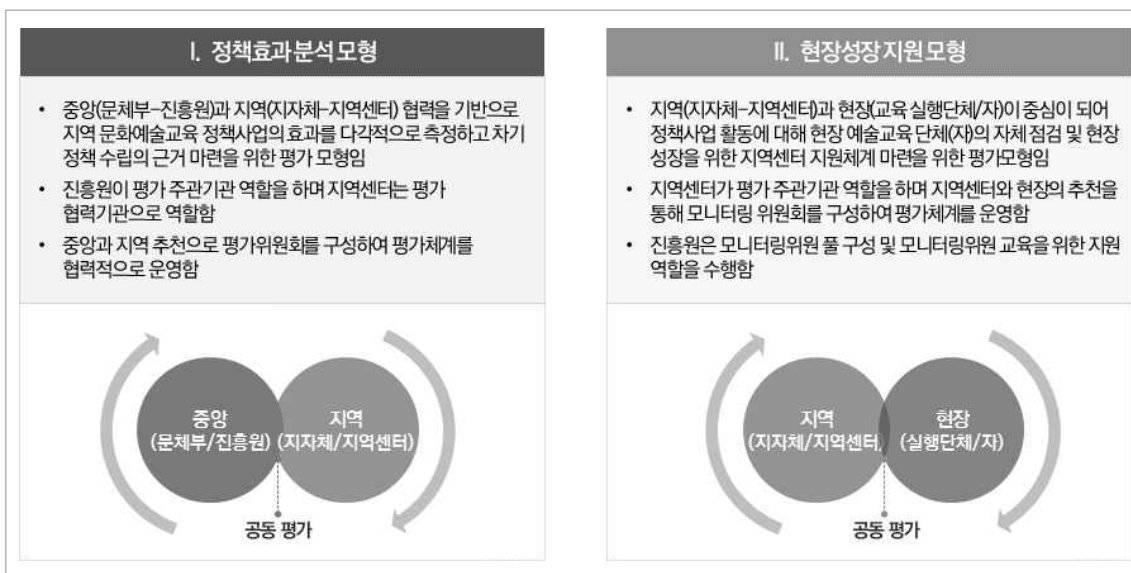 I. 정책효과분석 모형
• 중앙(문체부–진흥원)과 지역(지자체–지역센터) 협력을 기반으로
지역 문화예술교육 정책사업의 효과를 다각적으로 측정하고 차기
정책 수립의 근거 마련을 위한 평가 모형임
• 진흥원이 평가 주관기관 역할을 하며 지역센터는 평가
협력기관으로 역할함
• 중앙과 지역 추천으로 평가위원회를 구성하여 평가체계를
협력적으로 운영함
중앙
(문체부/진흥원)
지역
(지자체/지역센터)
공동 평가
II. 현장성장 지원 모형
• 지역(지자체–지역센터)과 현장(교육 실행단체/자)이 중심이 되어
정책사업 활동에 대해 현장 예술교육 단체(자)의 자체 점검 및 현장
성장을 위한 지역센터 지원체계 마련을 위한 평가모형임
• 지역센터가 평가 주관기관 역할을 하며 지역센터와 현장의 추천을
통해 모니터링 위원회를 구성하여 평가체계를 운영함
• 진흥원은 모니터링위원 풀 구성 및 모니터링위원 교육을 위한 지원
역할을 수행함
지역
(지자체/지역센터)
현장
(실행단체/자)
공동 평가